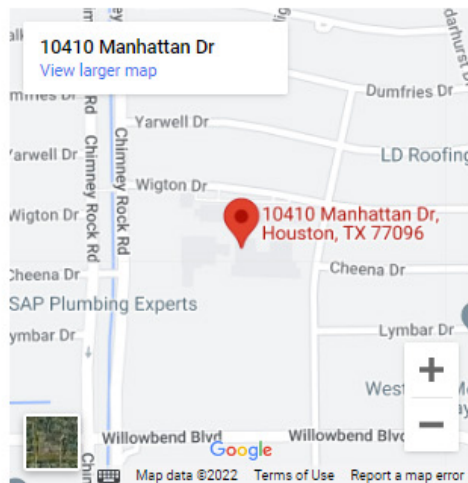 10410 Manhattan Dr
View larger map
Dumfries Dr
Yarwell Dr
Chimney Rock Rd
Chimney Rock Rd
LD Roofing
Yarwell Dr
Wigton Dr
10410 Manhattan Dr,
Houston, TX 77096
Wigton Dr
Cheena Dr
Cheena Dr
SAP Plumbing Experts
Lymbar Dr
+
West
−
Willowbend Blvd
Willowbend Blvd
Google
Map data ©2022
Terms of Use
Report a map error